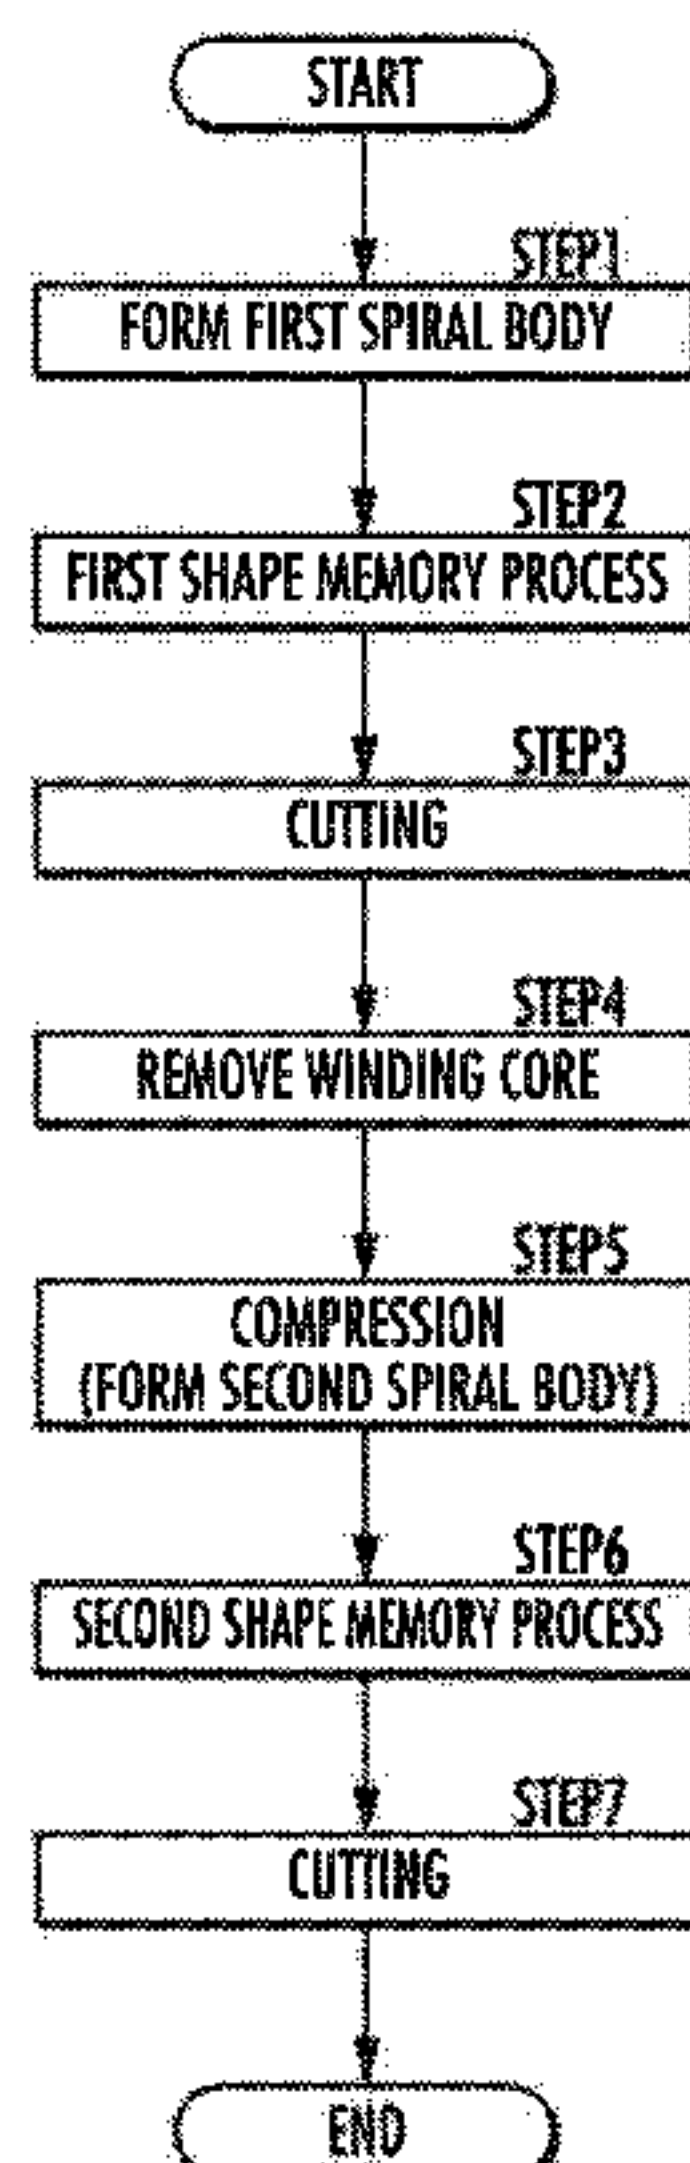 START
STEP1
FORM FIRST SPIRAL BODY
STEP2
FIRST SHAPE MEMORY PROCESS
STEP3
CUTTING
STEP4
REMOVE WINDING CORE
STEP5
COMPRESSION
(FORM SECOND SPIRAL BODY)
STEP6
SECOND SHAPE MEMORY PROCESS
STEP7
CUTTING
END